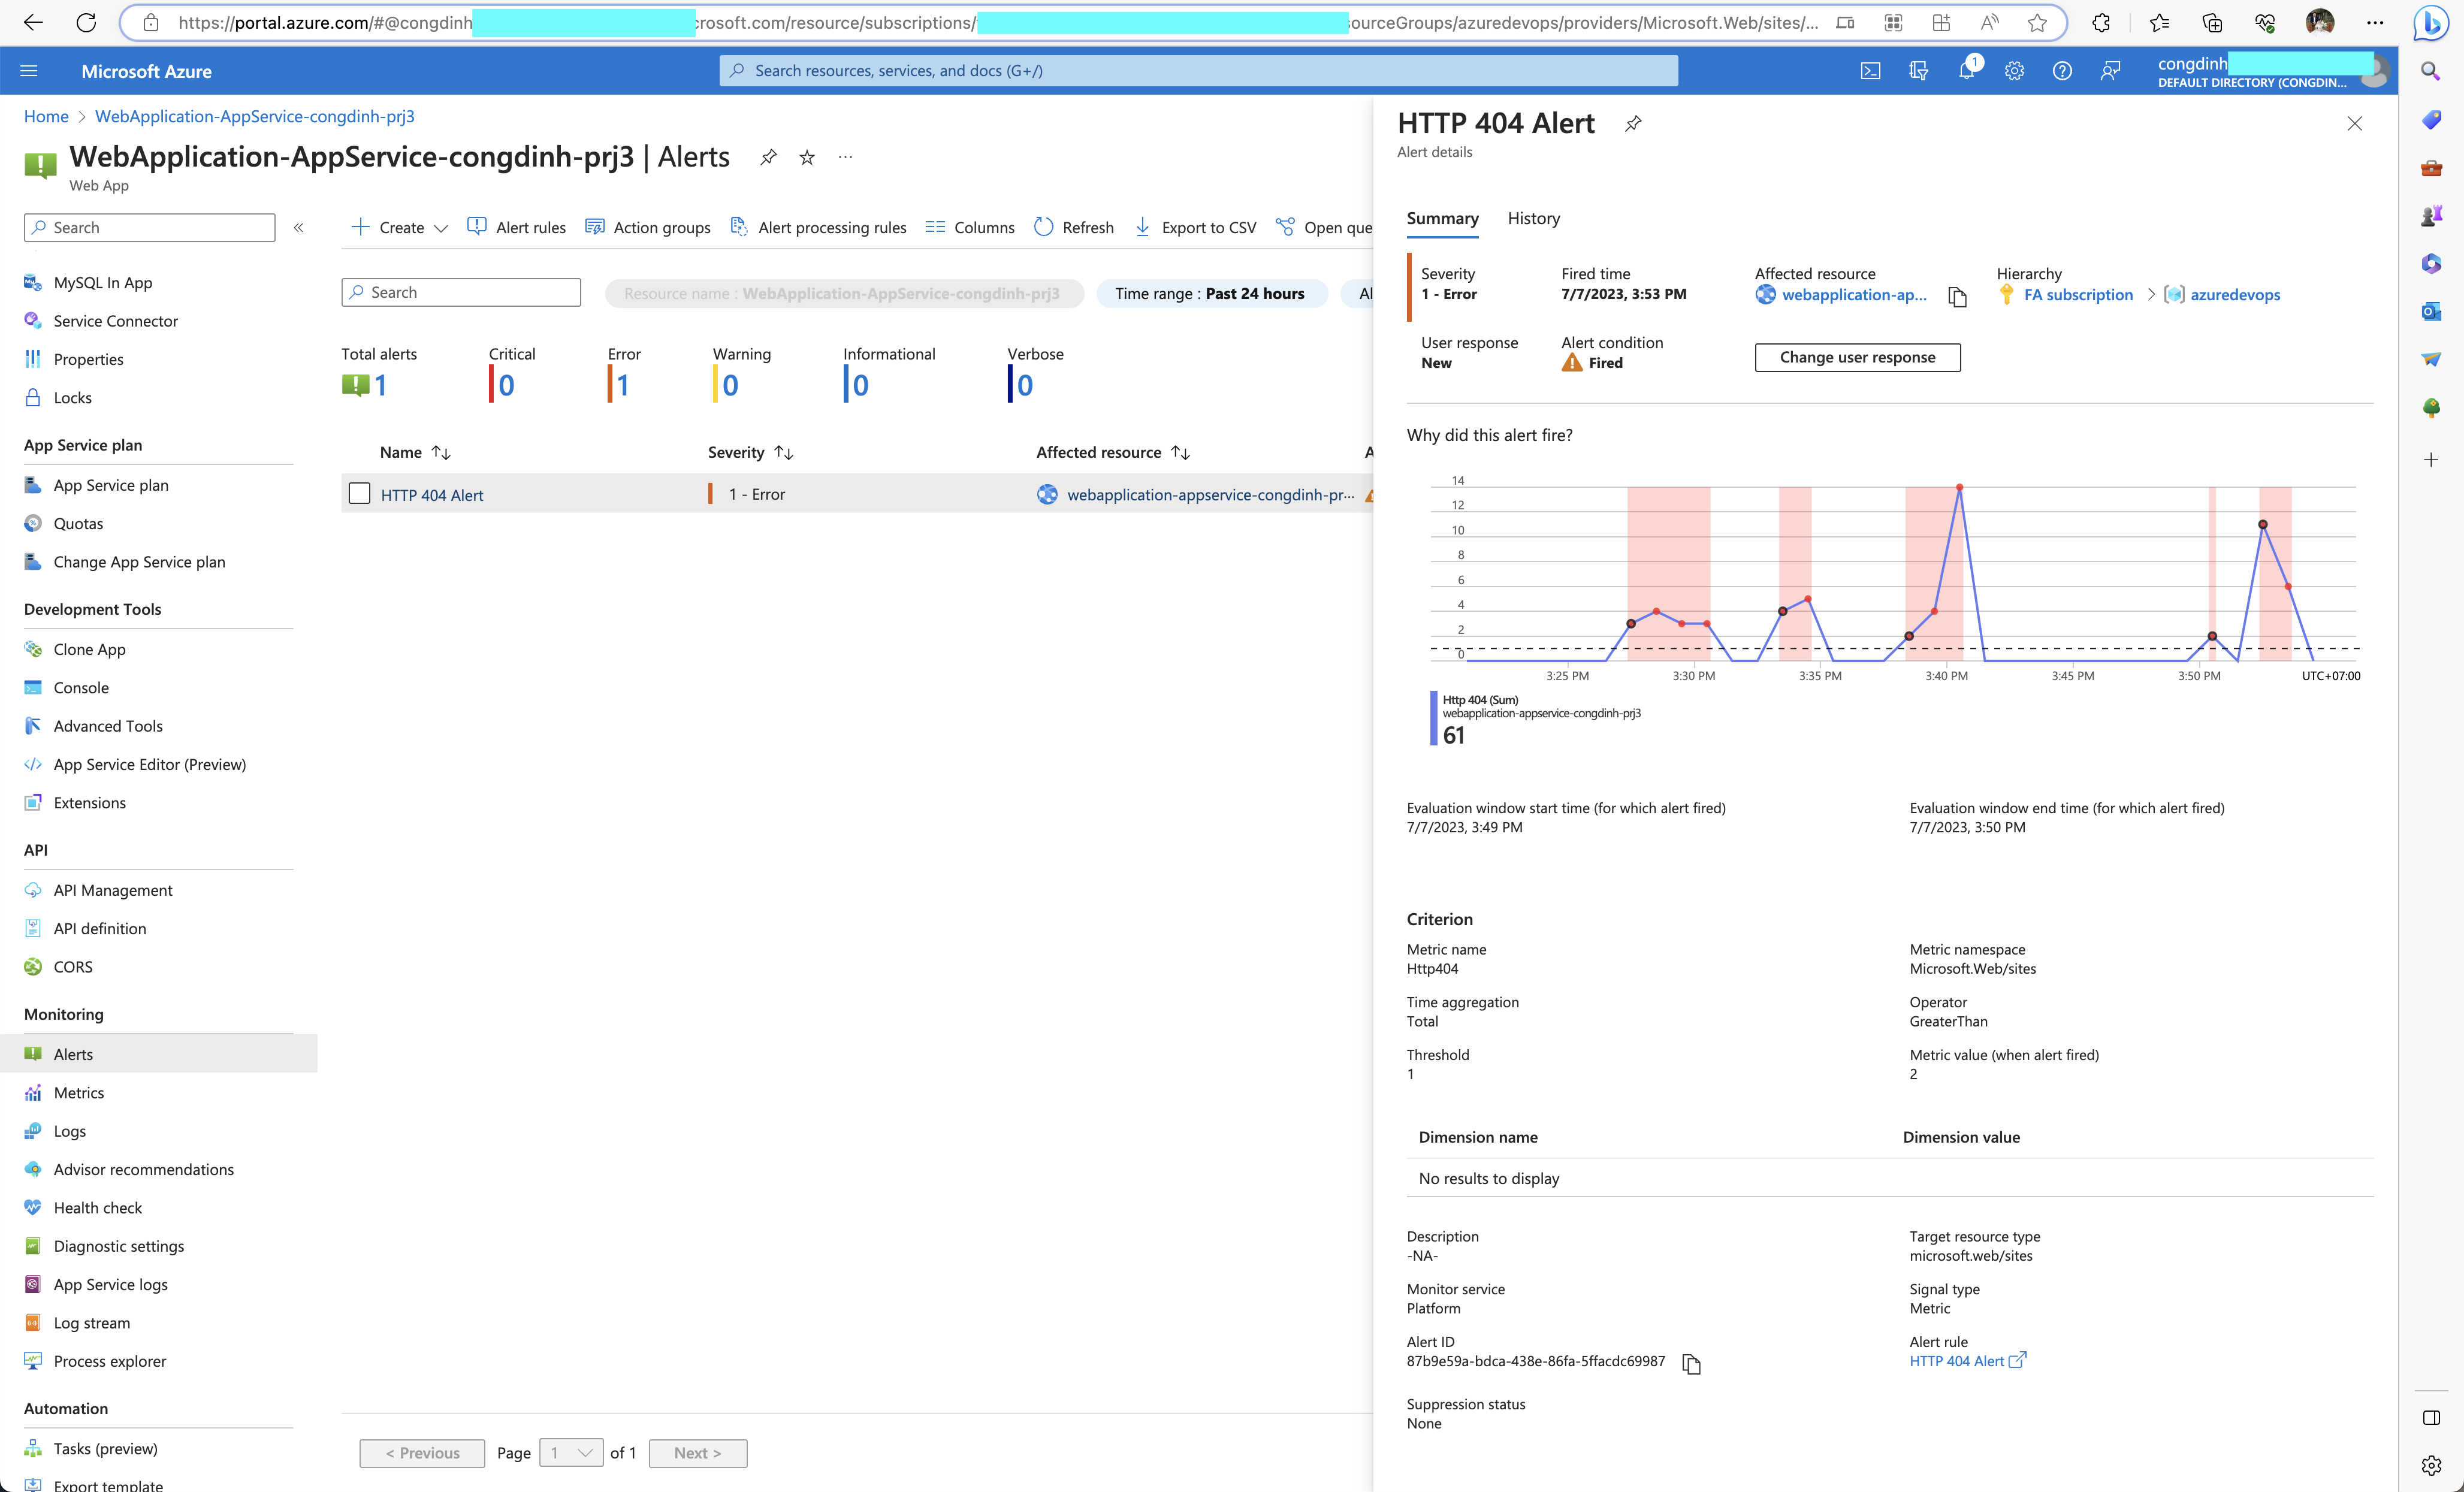 https://portal.azure.com/#@congdinh crosoft.com/resource/subscriptions/ ourceGroups/azuredevops/providers/Microsoft.Web/sites/...
Microsoft Azure
Search resources, services, and docs (G+/)
1
congdinh
DEFAULT DIRECTORY (CONGDIN...
Home > WebApplication-AppService-congdinh-prj3
WebApplication-AppService-congdinh-prj3 | Alerts
Web App
Search
MySQL In App
Service Connector
Properties
Locks
App Service plan
App Service plan
Quotas
Change App Service plan
Development Tools
Clone App
Console
Advanced Tools
App Service Editor (Preview)
Extensions
API
API Management
API definition
CORS
Monitoring
Alerts
Metrics
Logs
Advisor recommendations
Health check
Diagnostic settings
App Service logs
Log stream
Process explorer
Automation
Tasks (preview)
Export template
Create Alert rules Action groups Alert processing rules Columns Refresh Export to CSV Open que
Search
Resource name : WebApplication-AppService-congdinh-prj3
Time range : Past 24 hours
Al
Total alerts Critical Error Warning Informational Verbose
1 0 1 0 0 0
Name Severity Affected resource A
HTTP 404 Alert 1 - Error webapplication-appservice-congdinh-pr...
< Previous Page 1 of 1 Next >
HTTP 404 Alert
Alert details
Summary History
Severity Fired time Affected resource Hierarchy
1 - Error 7/7/2023, 3:53 PM webapplication-ap... FA subscription > azuredevops
User response Alert condition
New Fired
Change user response
Why did this alert fire?
14
12
10
8
6
4
2
0
3:25 PM 3:30 PM 3:35 PM 3:40 PM 3:45 PM 3:50 PM UTC+07:00
Http 404 (Sum)
webapplication-appservice-congdinh-prj3
61
Evaluation window start time (for which alert fired) Evaluation window end time (for which alert fired)
7/7/2023, 3:49 PM 7/7/2023, 3:50 PM
Criterion
Metric name Metric namespace
Http404 Microsoft.Web/sites
Time aggregation Operator
Total GreaterThan
Threshold Metric value (when alert fired)
1 2
Dimension name Dimension value
No results to display
Description Target resource type
-NA- microsoft.web/sites
Monitor service Signal type
Platform Metric
Alert ID Alert rule
87b9e59a-bdca-438e-86fa-5ffacdc69987 HTTP 404 Alert
Suppression status
None